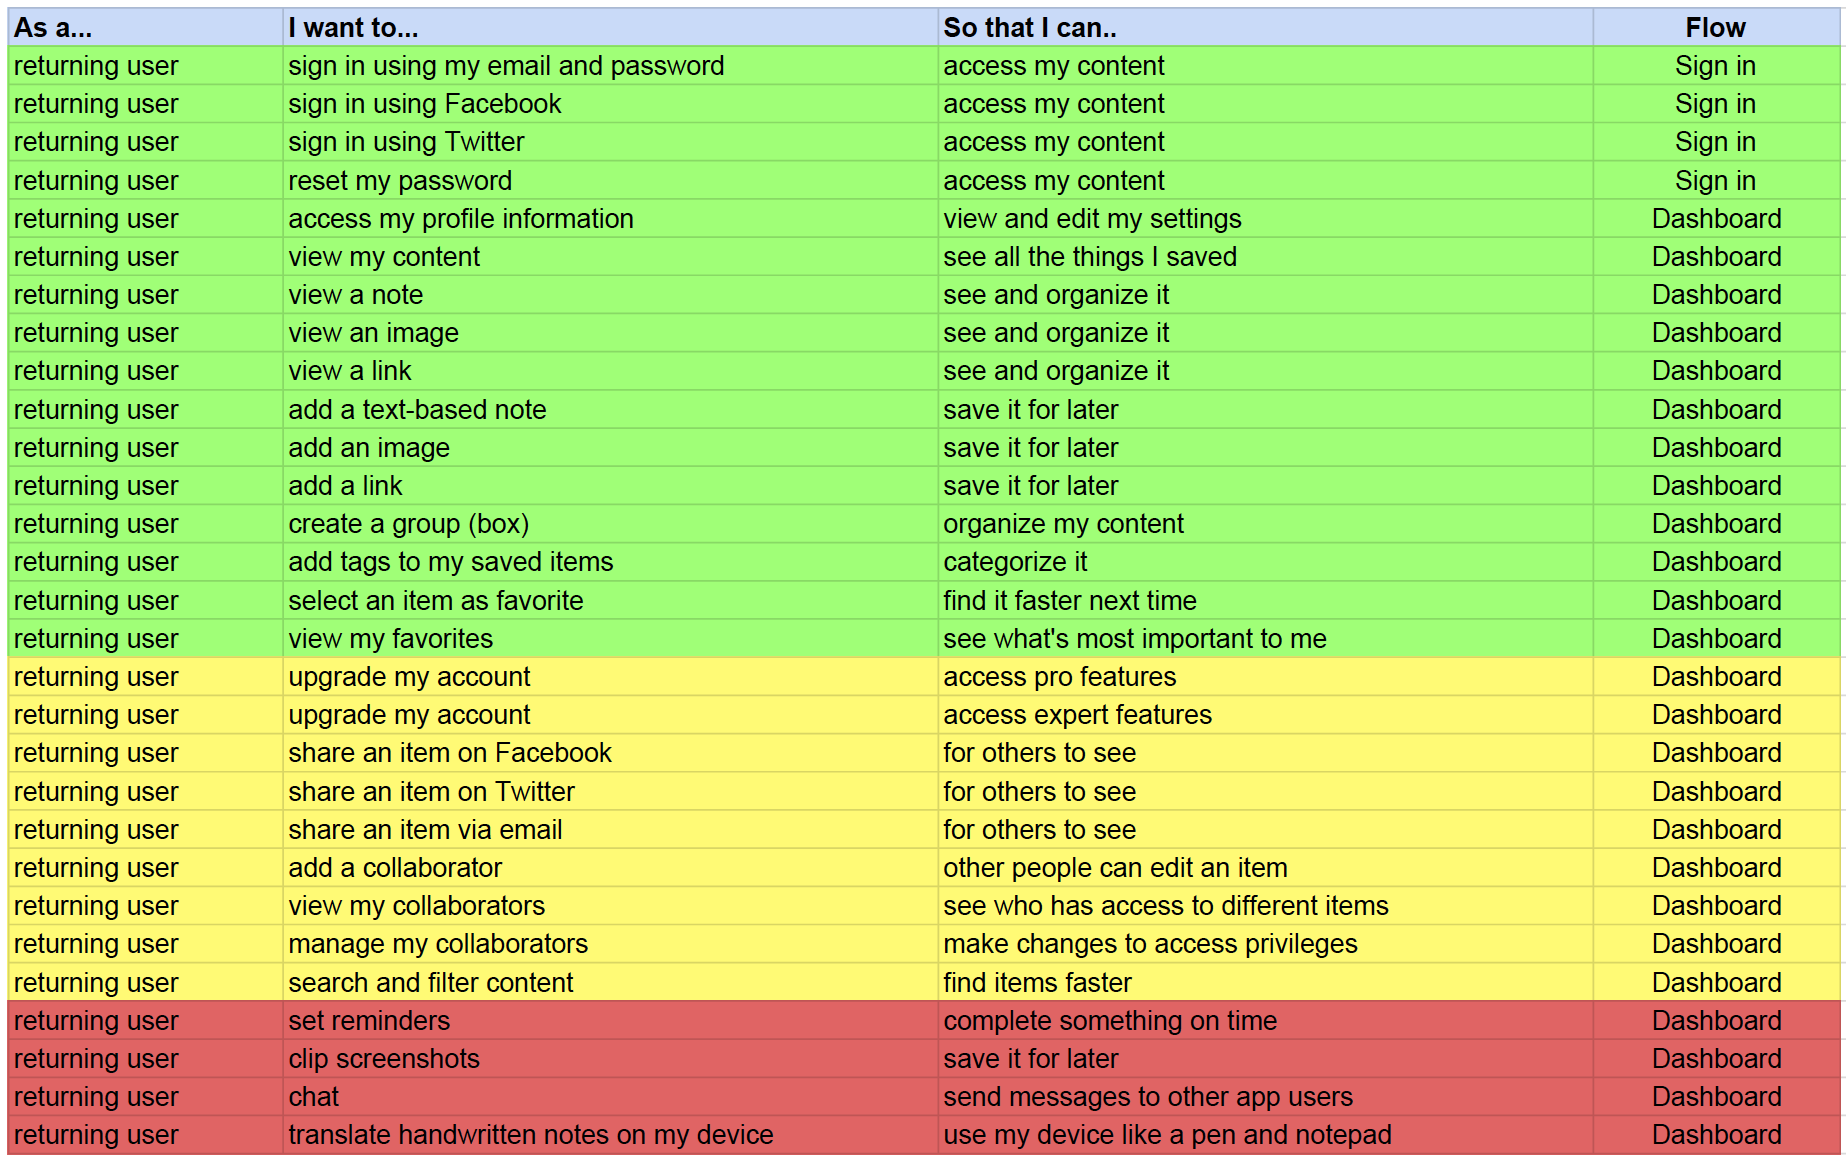 As a... I want to... So that I can.. Flow
returning user sign in using my email and password access my content Sign in
returning user sign in using Facebook access my content Sign in
returning user sign in using Twitter access my content Sign in
returning user reset my password access my content Sign in
returning user access my profile information view and edit my settings Dashboard
returning user view my content see all the things I saved Dashboard
returning user view a note see and organize it Dashboard
returning user view an image see and organize it Dashboard
returning user view a link see and organize it Dashboard
returning user add a text-based note save it for later Dashboard
returning user add an image save it for later Dashboard
returning user add a link save it for later Dashboard
returning user create a group (box) organize my content Dashboard
returning user add tags to my saved items categorize it Dashboard
returning user select an item as favorite find it faster next time Dashboard
returning user view my favorites see what's most important to me Dashboard
returning user upgrade my account access pro features Dashboard
returning user upgrade my account access expert features Dashboard
returning user share an item on Facebook for others to see Dashboard
returning user share an item on Twitter for others to see Dashboard
returning user share an item via email for others to see Dashboard
returning user add a collaborator other people can edit an item Dashboard
returning user view my collaborators see who has access to different items Dashboard
returning user manage my collaborators make changes to access privileges Dashboard
returning user search and filter content find items faster Dashboard
returning user set reminders complete something on time Dashboard
returning user clip screenshots save it for later Dashboard
returning user chat send messages to other app users Dashboard
returning user translate handwritten notes on my device use my device like a pen and notepad Dashboard